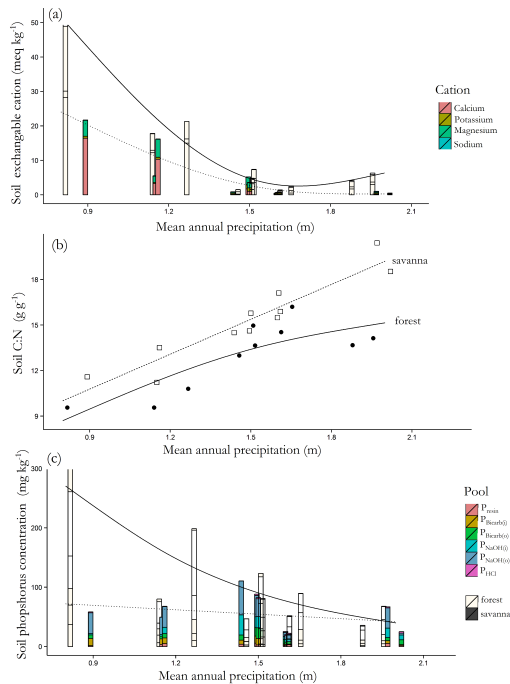 (a)
Soil exchangable cation (meq kg-1)
50
40
30
20
10
0
0.9 1.2 1.5 1.8 2.1
Mean annual precipitation (m)
Cation
Calcium
Potassium
Magnesium
Sodium
(b)
Soil C:N (g g-1)
18
15
12
9
savanna
forest
0.9 1.2 1.5 1.8 2.1
Mean annual precipitation (m)
(c)
Soil phopshorus concentration (mg kg-1)
300
200
100
0
0.9 1.2 1.5 1.8 2.1
Mean annual precipitation (m)
Pool
Presin
PBicarb(i)
PBicarb(o)
PNaOH(i)
PNaOH(o)
PHCl
forest
savanna